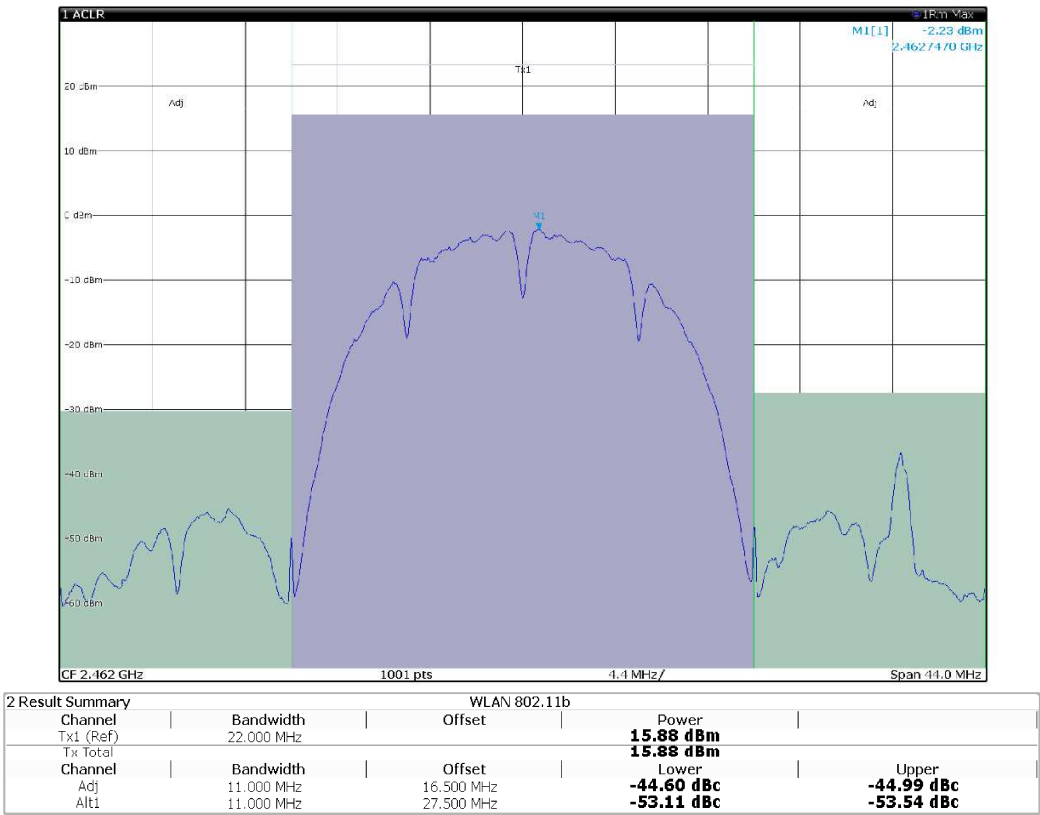 1 ACLR 1Rm Max
M1[1] -2.23 dBm
2.4627470 GHz
Tx1
20 dBm
Adj Adj
10 dBm
0 dBm
M1
-10 dBm
-20 dBm
-30 dBm
-40 dBm
-50 dBm
-60 dBm
CF 2.462 GHz 1001 pts 4.4 MHz/ Span 44.0 MHz
2 Result Summary WLAN 802.11b
Channel Bandwidth Offset Power
Tx1 (Ref) 22.000 MHz 15.88 dBm
Tx Total 15.88 dBm
Channel Bandwidth Offset Lower Upper
Adj 11.000 MHz 16.500 MHz -44.60 dBc -44.99 dBc
Alt1 11.000 MHz 27.500 MHz -53.11 dBc -53.54 dBc